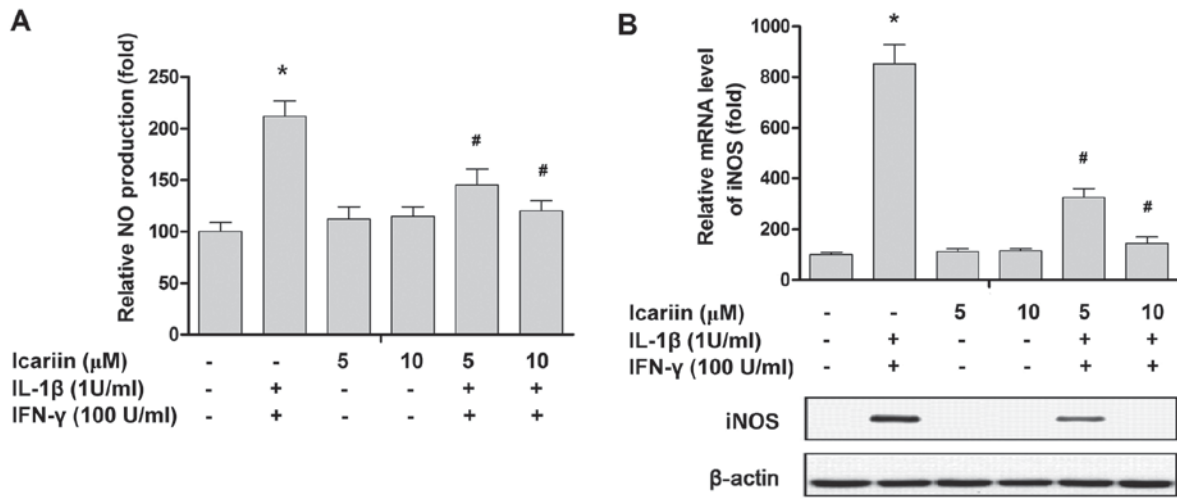 A
Relative NO production (fold)
250
200
150
100
50
0
*
#
#
Icariin (μM) - - 5 10 5 10
IL-1β (1U/ml) - + - - + +
IFN-γ (100 U/ml) - + - - + +
B
Relative mRNA level
of iNOS (fold)
1000
800
600
400
200
0
*
#
#
Icariin (μM) - - 5 10 5 10
IL-1β (1U/ml) - + - - + +
IFN-γ (100 U/ml) - + - - + +
iNOS
β-actin